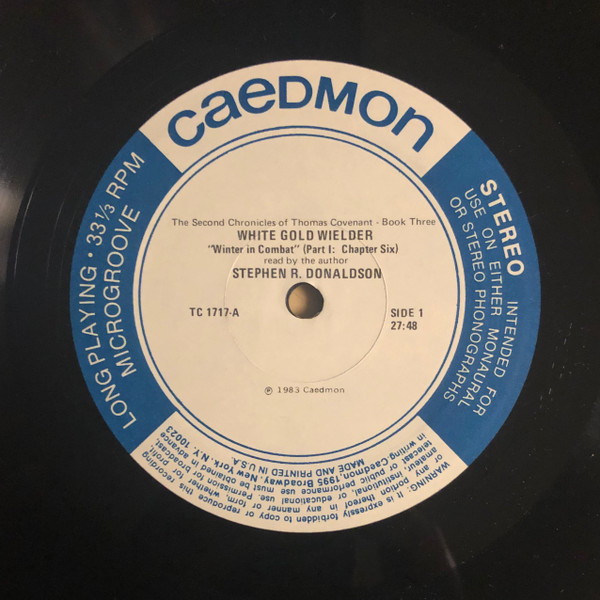 caeDmon
The Second Chronicles of Thomas Covenant - Book Three
WHITE GOLD WIELDER
"Winter in Combat" (Part I: Chapter Six)
read by the author
STEPHEN R. DONALDSON
TC 1717-A
SIDE 1
27:48
℗ 1983 Caedmon
LONG PLAYING · 33 1/3 RPM
MICROGROOVE
STEREO INTENDED FOR
USE ON EITHER MONAURAL
OR STEREO PHONOGRAPHS
WARNING: It is expressly forbidden to copy or reproduce
this recording or any portion thereof in any manner or form, whether for profit,
amateur, institutional, or educational use. Permission for broadcast,
telecast, or public performance use must be obtained in advance,
in writing. Caedmon, 1995 Broadway, New York, N.Y. 10023
MADE AND PRINTED IN U.S.A.